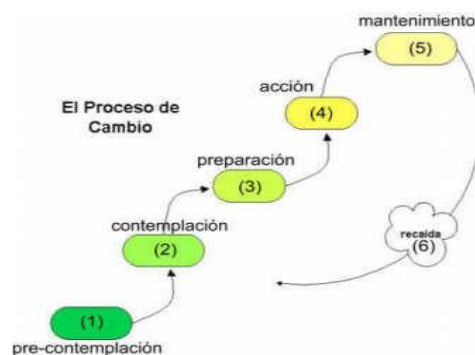 mantenimiento
(5)
acción
(4)
El Proceso de
Cambio
preparación
(3)
contemplación
(2)
recaída
(6)
(1)
pre-contemplación